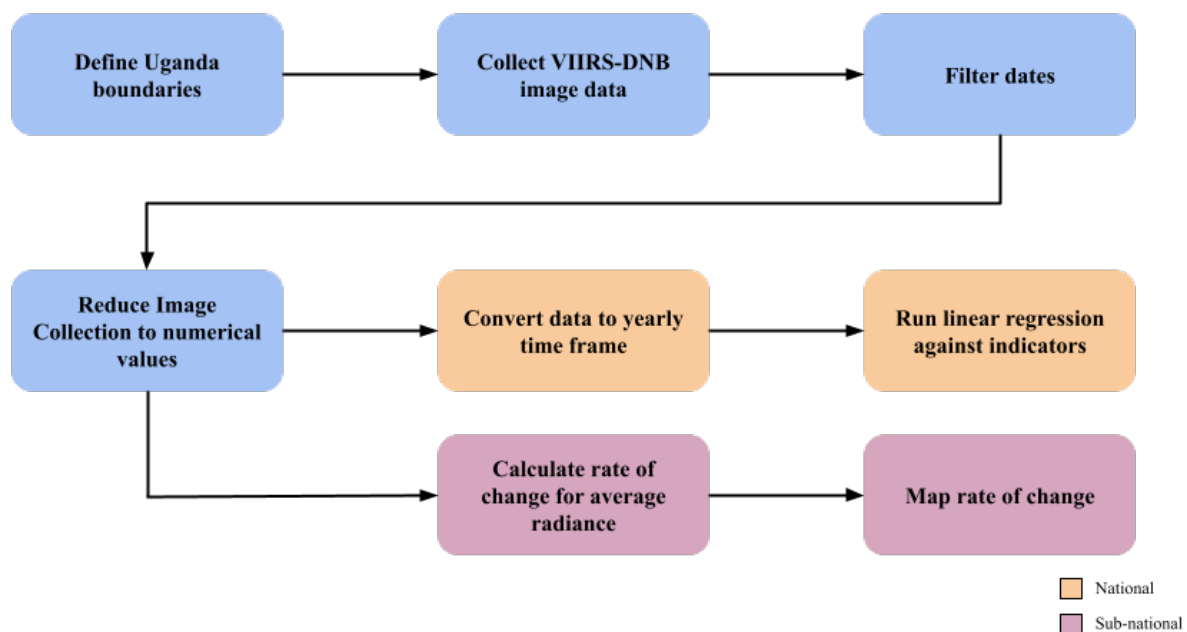 Define Uganda
boundaries
Collect VIIRS-DNB
image data
Filter dates
Reduce Image
Collection to numerical
values
Convert data to yearly
time frame
Run linear regression
against indicators
Calculate rate of
change for average
radiance
Map rate of change
National
Sub-national